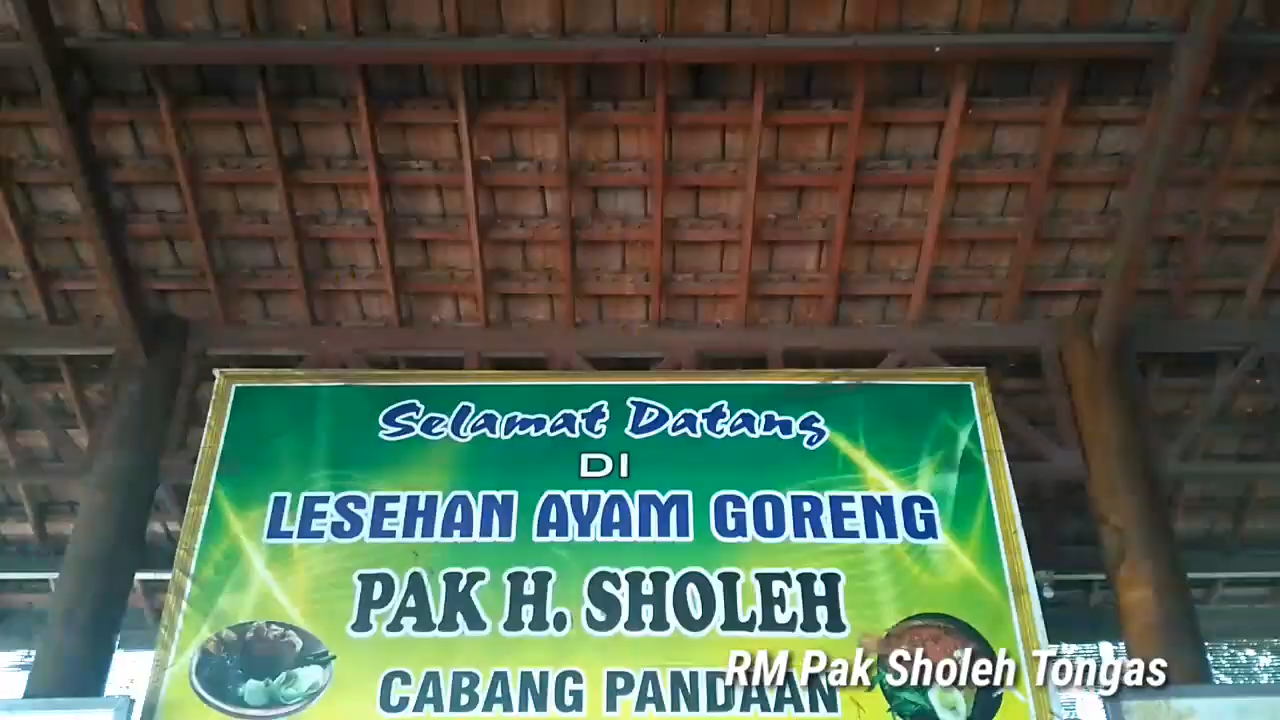 Selamat Datang
DI
LESEHAN AYAM GORENG
PAK H. SHOLEH
CABANG PANDAAN
RM Pak Sholeh Tongas